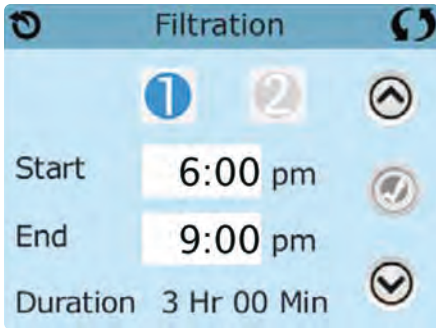 Filtration
1 2
Start 6:00 pm
End 9:00 pm
Duration 3 Hr 00 Min